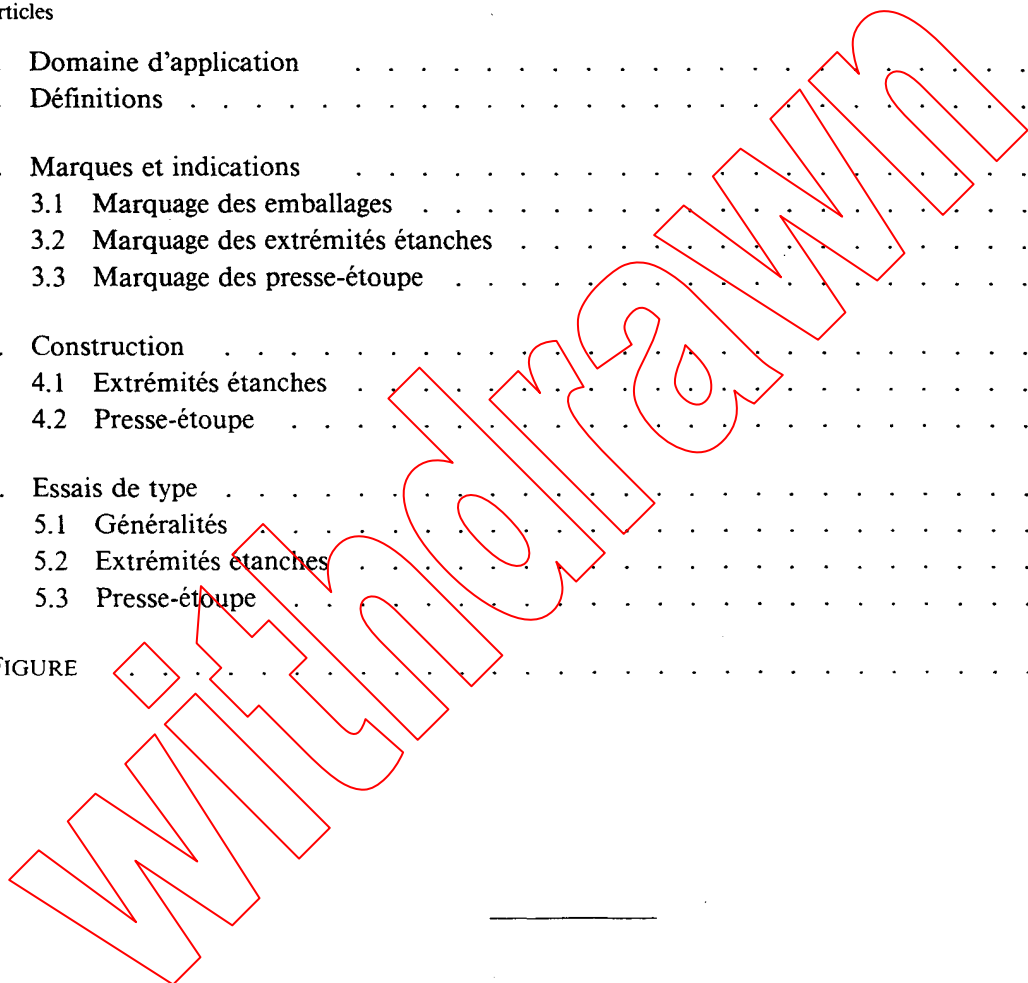 rticles
. Domaine d'application . . . . . . . . . . . . . . . . . . . . .
. Définitions . . . . . . . . . . . . . . . . . . . . . . . . . .
. Marques et indications . . . . . . . . . . . . . . . . . . . . .
3.1 Marquage des emballages . . . . . . . . . . . . . . . . . . .
3.2 Marquage des extrémités étanches . . . . . . . . . . . . . . . .
3.3 Marquage des presse-étoupe . . . . . . . . . . . . . . . . . .
. Construction . . . . . . . . . . . . . . . . . . . . . . . . .
4.1 Extrémités étanches . . . . . . . . . . . . . . . . . . . . .
4.2 Presse-étoupe . . . . . . . . . . . . . . . . . . . . . . .
. Essais de type . . . . . . . . . . . . . . . . . . . . . . . . .
5.1 Généralités . . . . . . . . . . . . . . . . . . . . . . . .
5.2 Extrémités étanches . . . . . . . . . . . . . . . . . . . . .
5.3 Presse-étoupe . . . . . . . . . . . . . . . . . . . . . . .
FIGURE . . . . . . . . . . . . . . . . . . . . . . . . . . . .
withdrawn